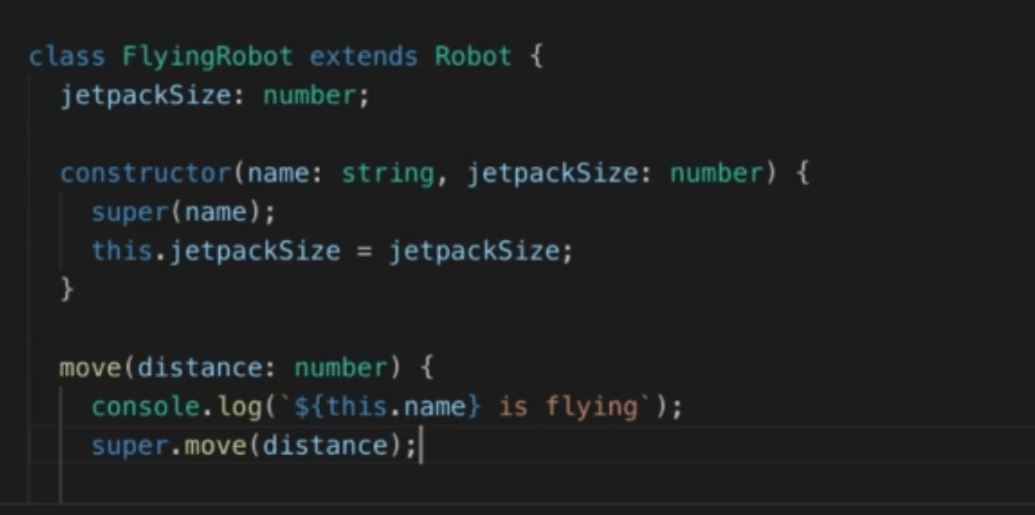 class FlyingRobot extends Robot {
jetpackSize: number;
constructor(name: string, jetpackSize: number) {
super(name);
this.jetpackSize = jetpackSize;
}
move(distance: number) {
console.log(`${this.name} is flying`);
super.move(distance);